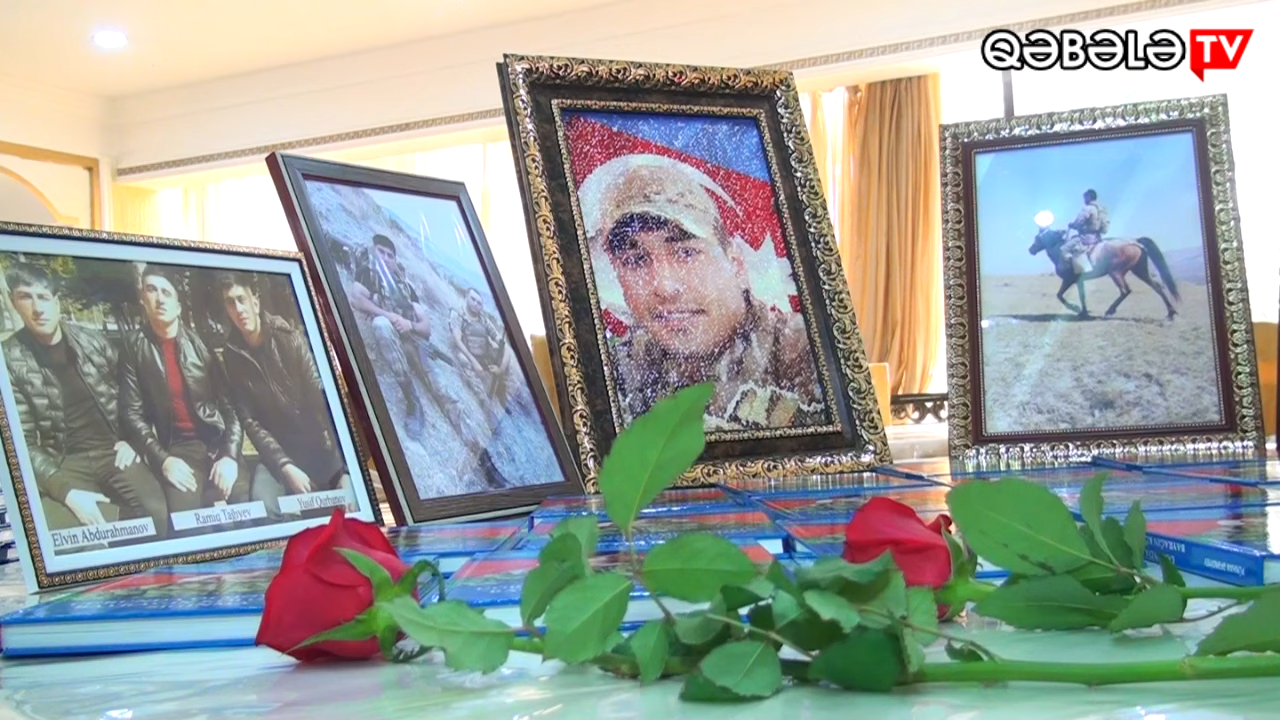 QƏBƏLƏ TV
Elvin Abdurahmanov
Ramiq Tağıyev
Yusif Qurbanov